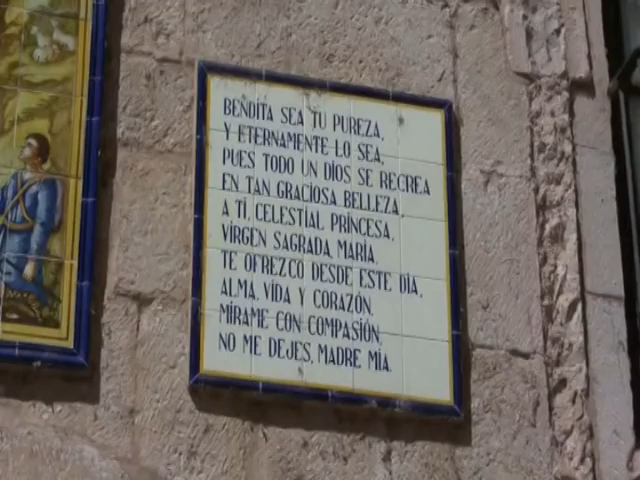 BENDITA SEA TU PUREZA,
Y ETERNAMENTE LO SEA,
PUES TODO UN DIOS SE RECREA
EN TAN GRACIOSA BELLEZA.
A TI, CELESTIAL PRINCESA,
VIRGEN SAGRADA, MARÍA.
TE OFREZCO DESDE ESTE DÍA,
ALMA, VIDA Y CORAZÓN.
MÍRAME CON COMPASIÓN,
NO ME DEJES, MADRE MÍA.